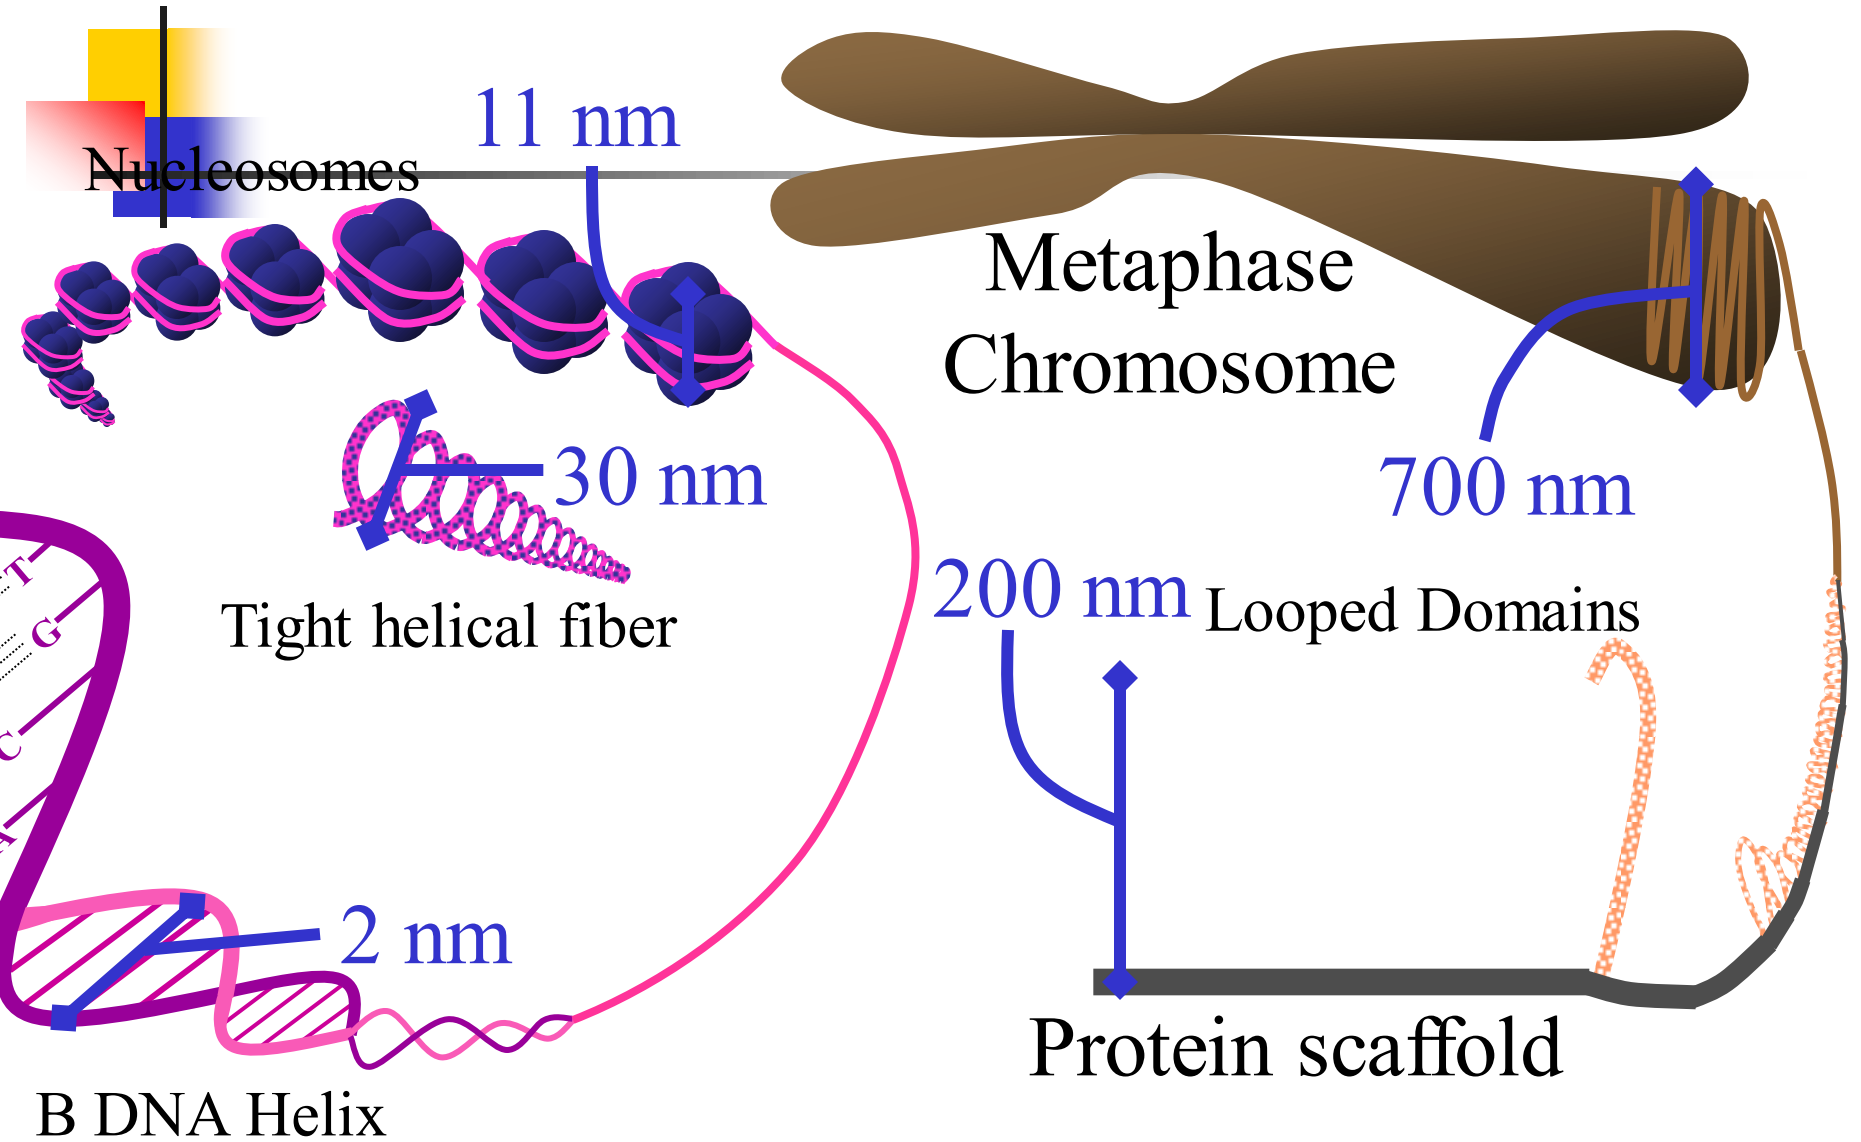 11 nm
Nucleosomes
Metaphase
Chromosome
30 nm
700 nm
T
G
200 nm
Looped Domains
Tight helical fiber
C
A
2 nm
Protein scaffold
B DNA Helix